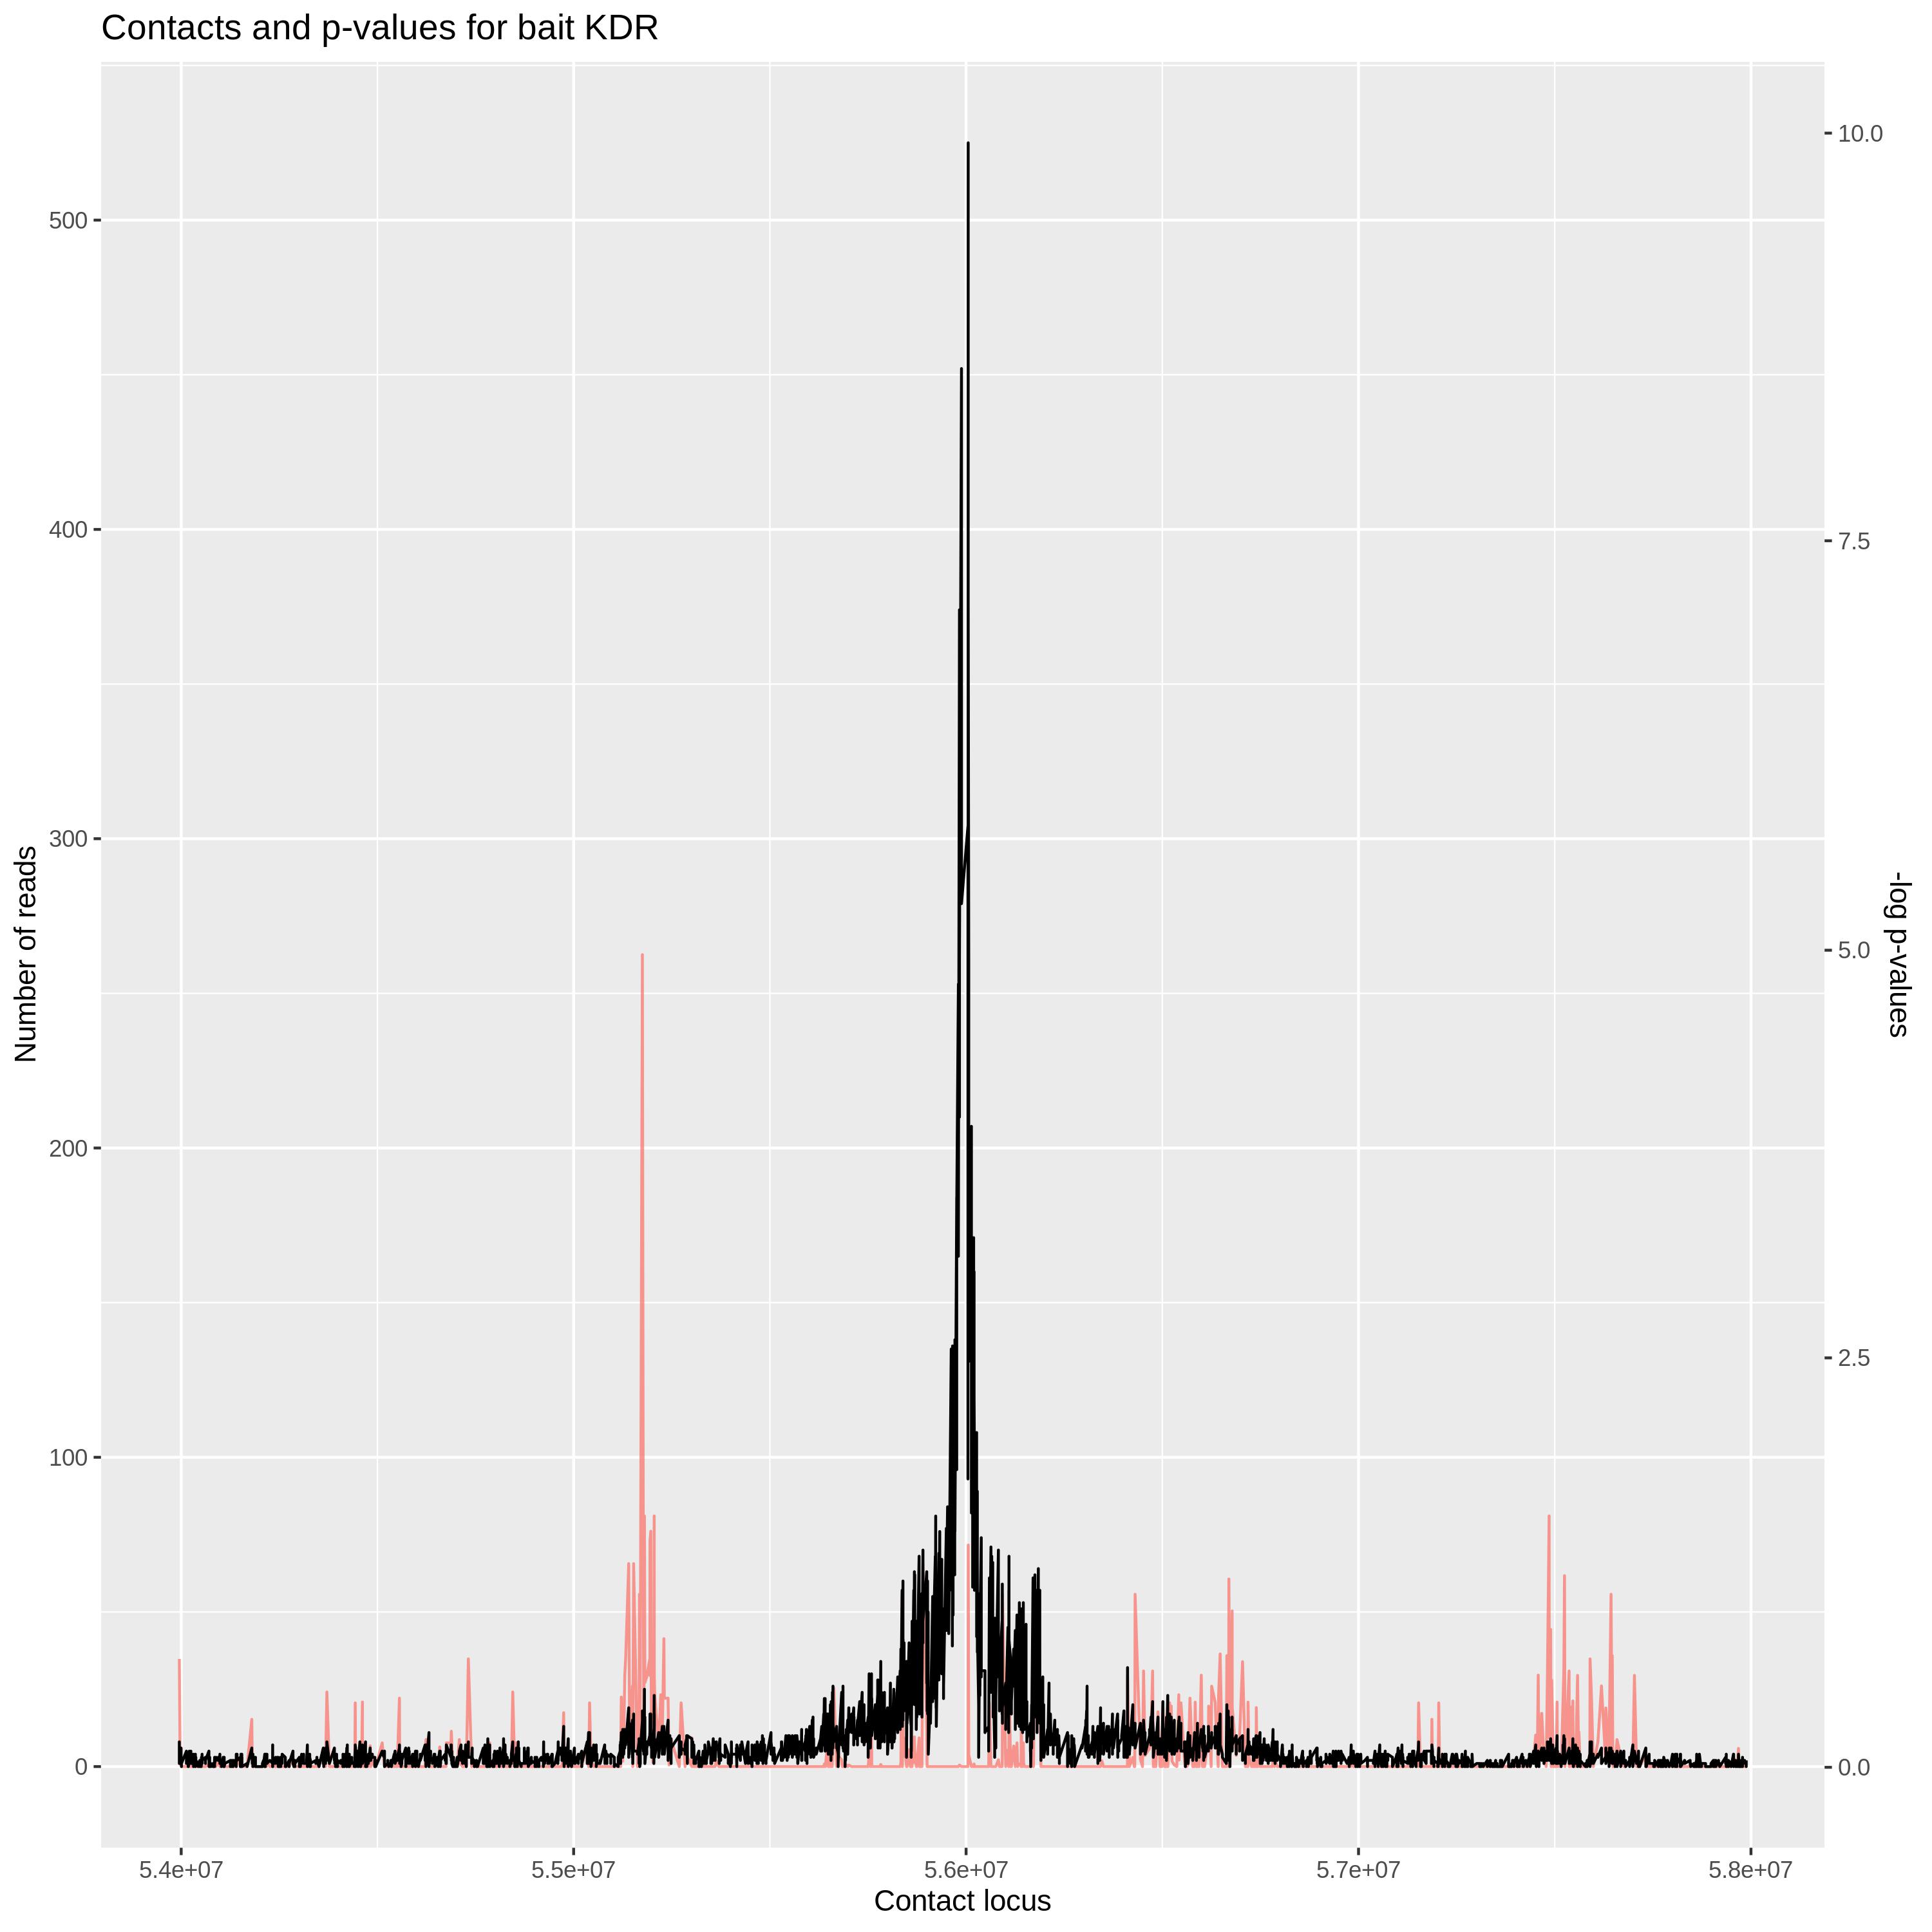 Contacts and p-values for bait KDR
Number of reads
500
400
300
200
100
0
10.0
7.5
5.0
2.5
0.0
-log p-values
5.4e+07
5.5e+07
5.6e+07
5.7e+07
5.8e+07
Contact locus